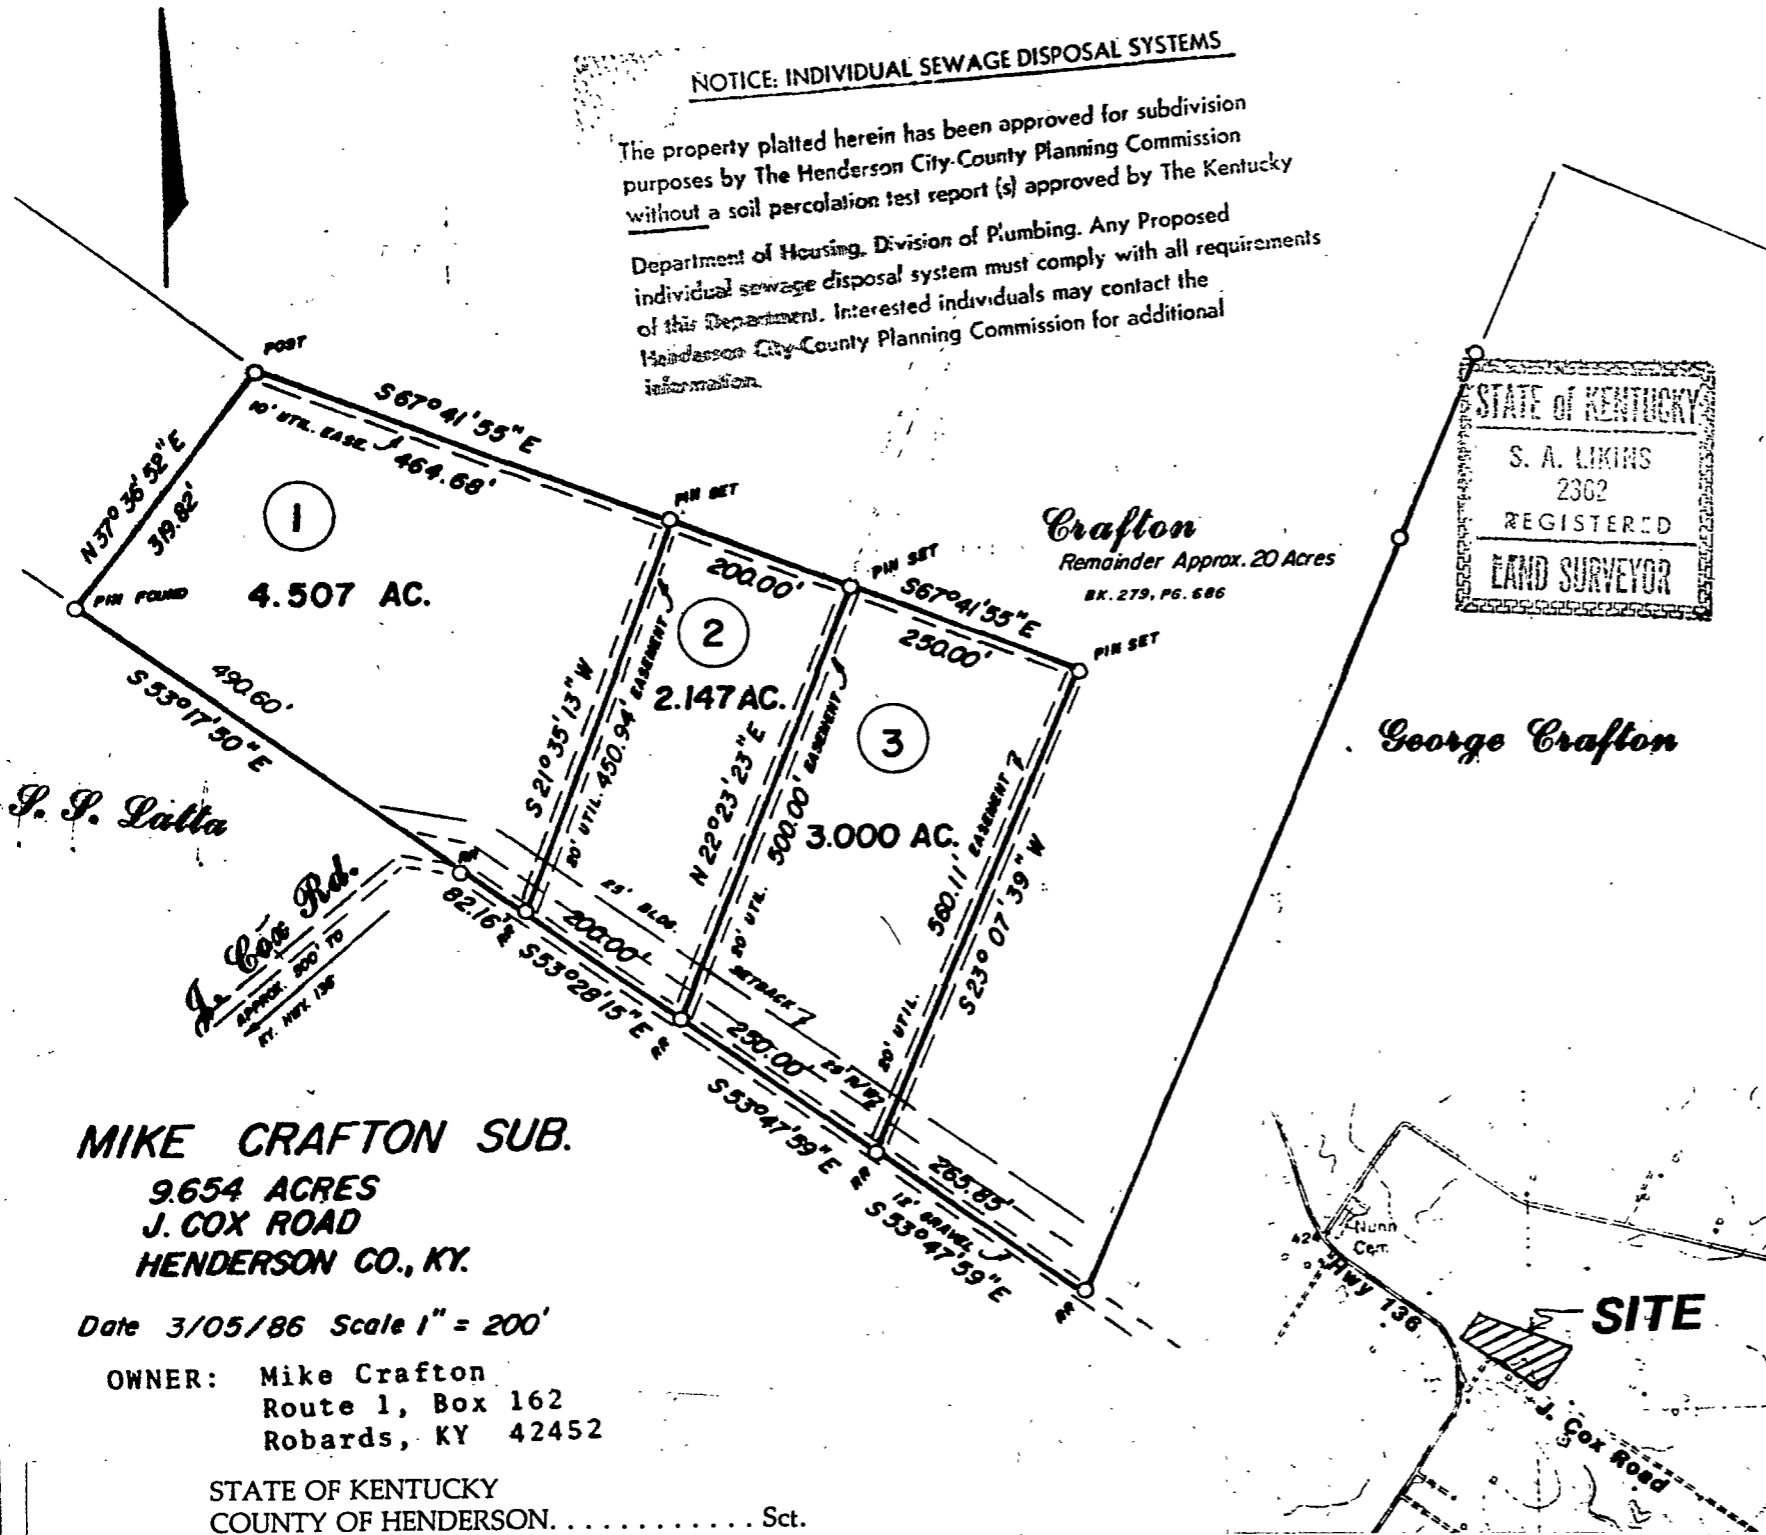 NOTICE: INDIVIDUAL SEWAGE DISPOSAL SYSTEMS
The property platted herein has been approved for subdivision
purposes by The Henderson City-County Planning Commission
without a soil percolation test report (s) approved by The Kentucky
Department of Housing, Division of Plumbing. Any Proposed
individual sewage disposal system must comply with all requirements
of this Department. Interested individuals may contact the
Henderson City-County Planning Commission for additional
information.
STATE of KENTUCKY
S. A. LIKINS
2362
REGISTERED
LAND SURVEYOR
POST
S 67° 41' 55" E
10' UTIL. EASE.
464.68'
N 37° 36' 52" E
319.82'
1
4.507 AC.
PIN FOUND
PIN SET
200.00'
2
2.147 AC.
PIN SET
S 67° 41' 55" E
250.00'
PIN SET
Crafton
Remainder Approx. 20 Acres
BK. 279, PG. 686
3
3.000 AC.
George Crafton
490.60'
S 53° 17' 50" E
S 21° 35' 13" W
20' UTIL. 450.94' EASEMENT
N 22° 23' 23" E
20' UTIL. 500.00' EASEMENT
20' UTIL. 560.11' EASEMENT
S 23° 07' 39" W
S. S. Latta
J. Cox Rd.
APPROX. 500' TO
KY. HWY. 136
RR
82.16'
RR
200.00'
S 53° 28' 15" E
RR
25' BLDG.
SETBACK
25' R/W
250.00'
S 53° 47' 59" E
RR
265.85'
12' GRAVEL
S 53° 47' 59" E
RR
MIKE CRAFTON SUB.
9.654 ACRES
J. COX ROAD
HENDERSON CO., KY.
Date 3/05/86 Scale 1" = 200'
OWNER: Mike Crafton
Route 1, Box 162
Robards, KY 42452
STATE OF KENTUCKY
COUNTY OF HENDERSON. . . . . . . . . . . . Sct.
Nunn
Cem.
424
Hwy 136
SITE
J. Cox Road